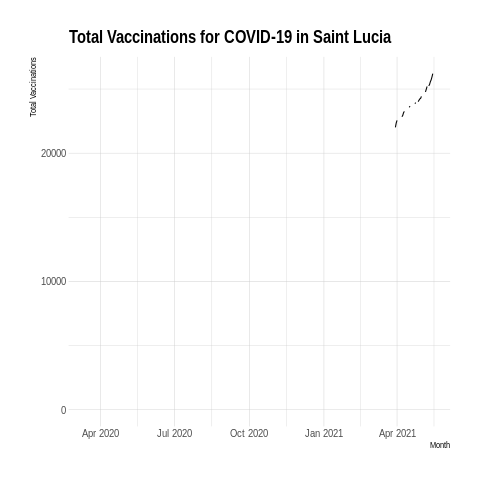 Total Vaccinations for COVID-19 in Saint Lucia
Total Vaccinations
20000
10000
0
Apr 2020 Jul 2020 Oct 2020 Jan 2021 Apr 2021
Month